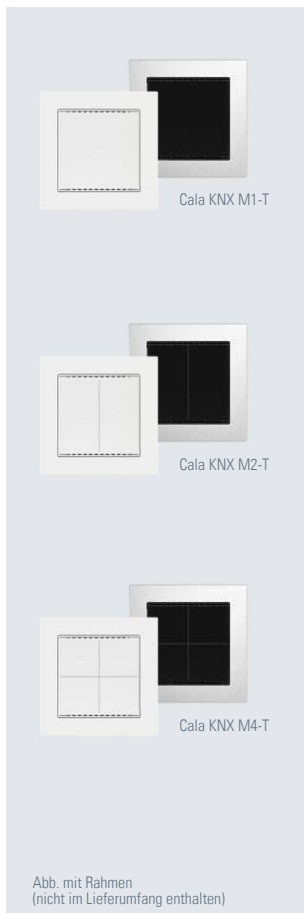 Cala KNX M1-T
Cala KNX M2-T
Cala KNX M4-T
Abb. mit Rahmen
(nicht im Lieferumfang enthalten)